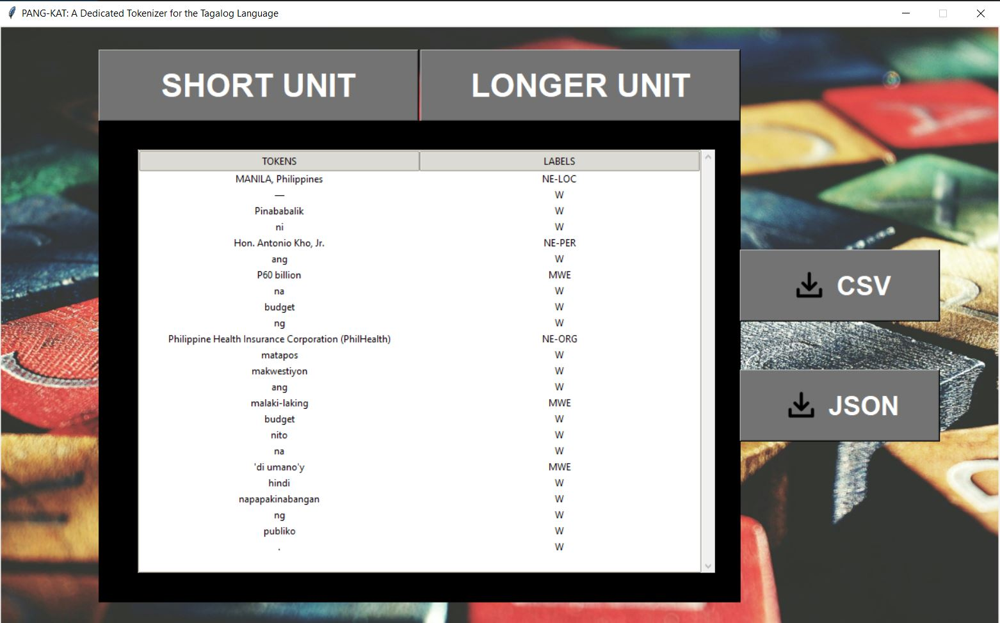 PANG-KAT: A Dedicated Tokenizer for the Tagalog Language
SHORT UNIT LONGER UNIT
TOKENS LABELS
MANILA, Philippines NE-LOC
— W
Pinababalik W
ni W
Hon. Antonio Kho, Jr. NE-PER
ang W
P60 billion MWE
na W
budget W
ng W
Philippine Health Insurance Corporation (PhilHealth) NE-ORG
matapos W
makwestiyon W
ang W
malaki-laking MWE
budget W
nito W
na W
'di umano'y MWE
hindi W
napapakinabangan W
ng W
publiko W
. W
CSV
JSON